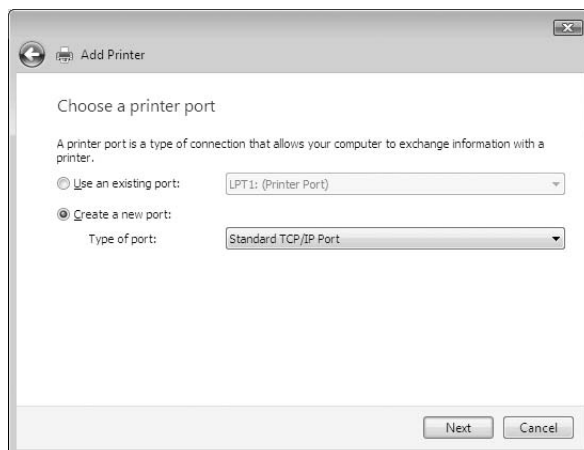 Add Printer
Choose a printer port
A printer port is a type of connection that allows your computer to exchange information with a
printer.
Use an existing port: LPT1: (Printer Port)
Create a new port:
Type of port: Standard TCP/IP Port
Next Cancel